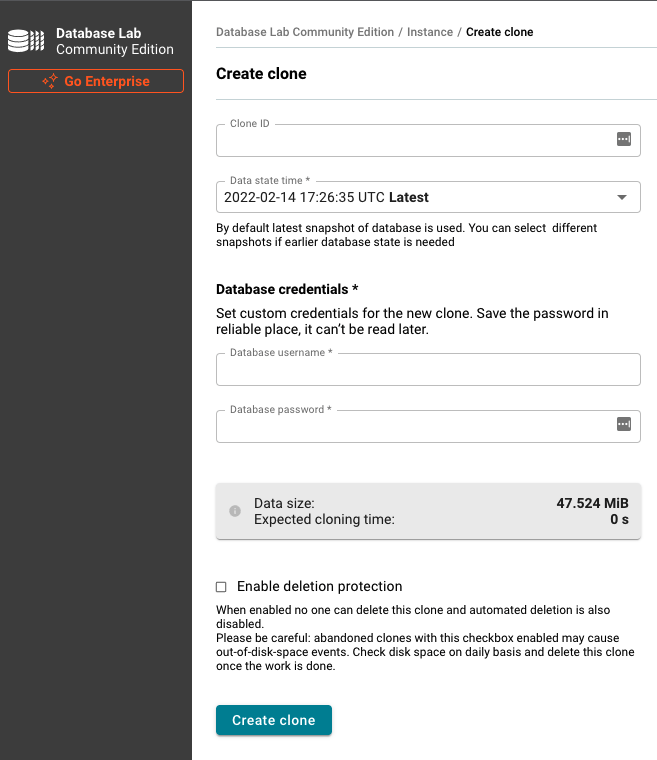 Database Lab
Community Edition
Go Enterprise
Database Lab Community Edition / Instance / Create clone
Create clone
Clone ID
Data state time *
2022-02-14 17:26:35 UTC Latest
By default latest snapshot of database is used. You can select  different
snapshots if earlier database state is needed
Database credentials *
Set custom credentials for the new clone. Save the password in
reliable place, it can’t be read later.
Database username *
Database password *
Data size: 47.524 MiB
Expected cloning time: 0 s
Enable deletion protection
When enabled no one can delete this clone and automated deletion is also
disabled.
Please be careful: abandoned clones with this checkbox enabled may cause
out-of-disk-space events. Check disk space on daily basis and delete this clone
once the work is done.
Create clone